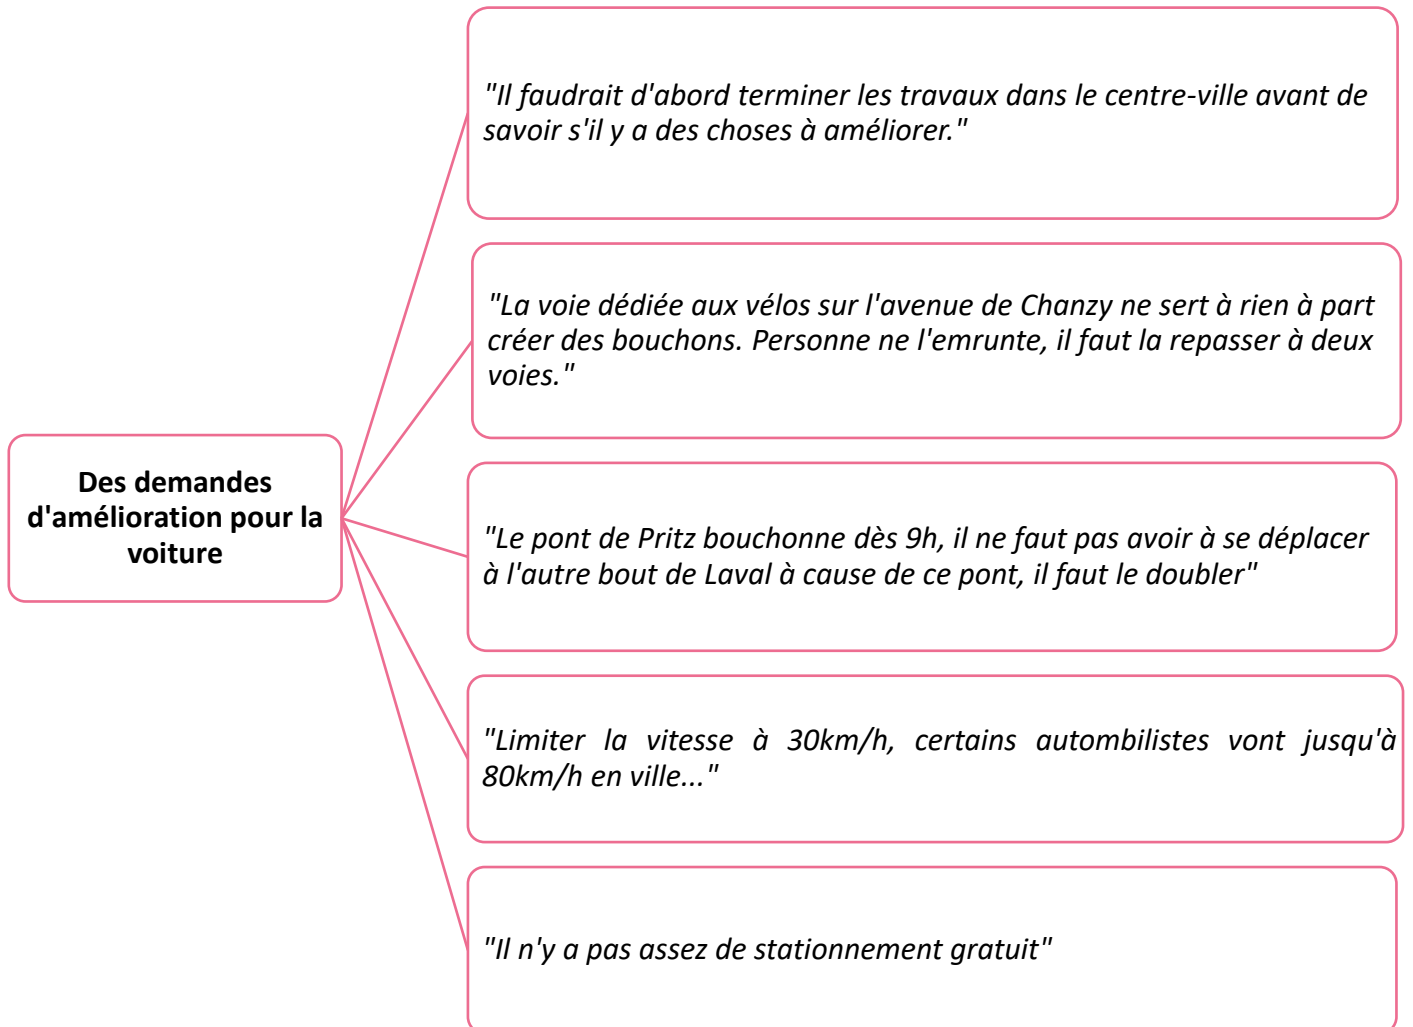 "Il faudrait d'abord terminer les travaux dans le centre-ville avant de
savoir s'il y a des choses à améliorer."
"La voie dédiée aux vélos sur l'avenue de Chanzy ne sert à rien à part
créer des bouchons. Personne ne l'emrunte, il faut la repasser à deux
voies."
Des demandes
d'amélioration pour la
voiture
"Le pont de Pritz bouchonne dès 9h, il ne faut pas avoir à se déplacer
à l'autre bout de Laval à cause de ce pont, il faut le doubler"
"Limiter la vitesse à 30km/h, certains autombilistes vont jusqu'à
80km/h en ville..."
"Il n'y a pas assez de stationnement gratuit"